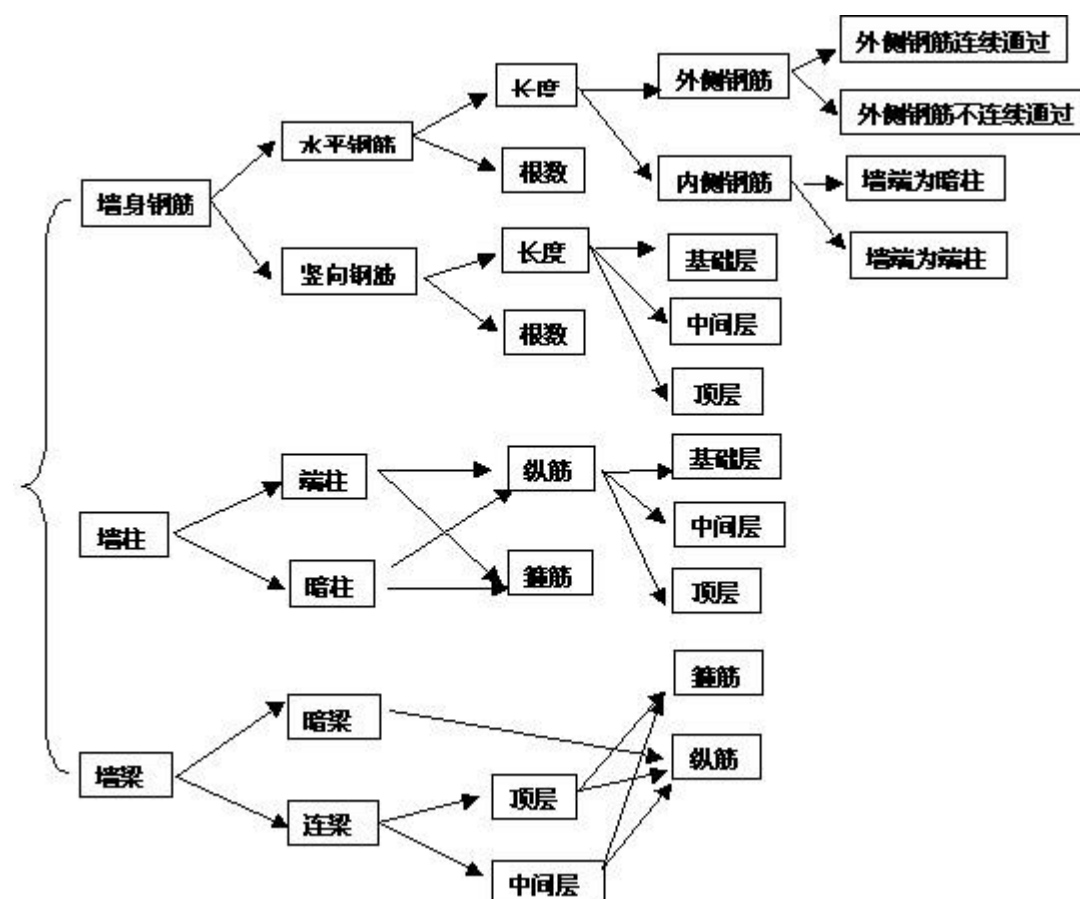 外侧钢筋连续通过
长度
外侧钢筋
外侧钢筋不连续通过
水平钢筋
根数
内侧钢筋
墙端为暗柱
墙身钢筋
长度
基础层
墙端为端柱
竖向钢筋
中间层
根数
顶层
基础层
端柱
纵筋
中间层
墙柱
暗柱
箍筋
顶层
箍筋
暗梁
纵筋
墙梁
顶层
连梁
中间层